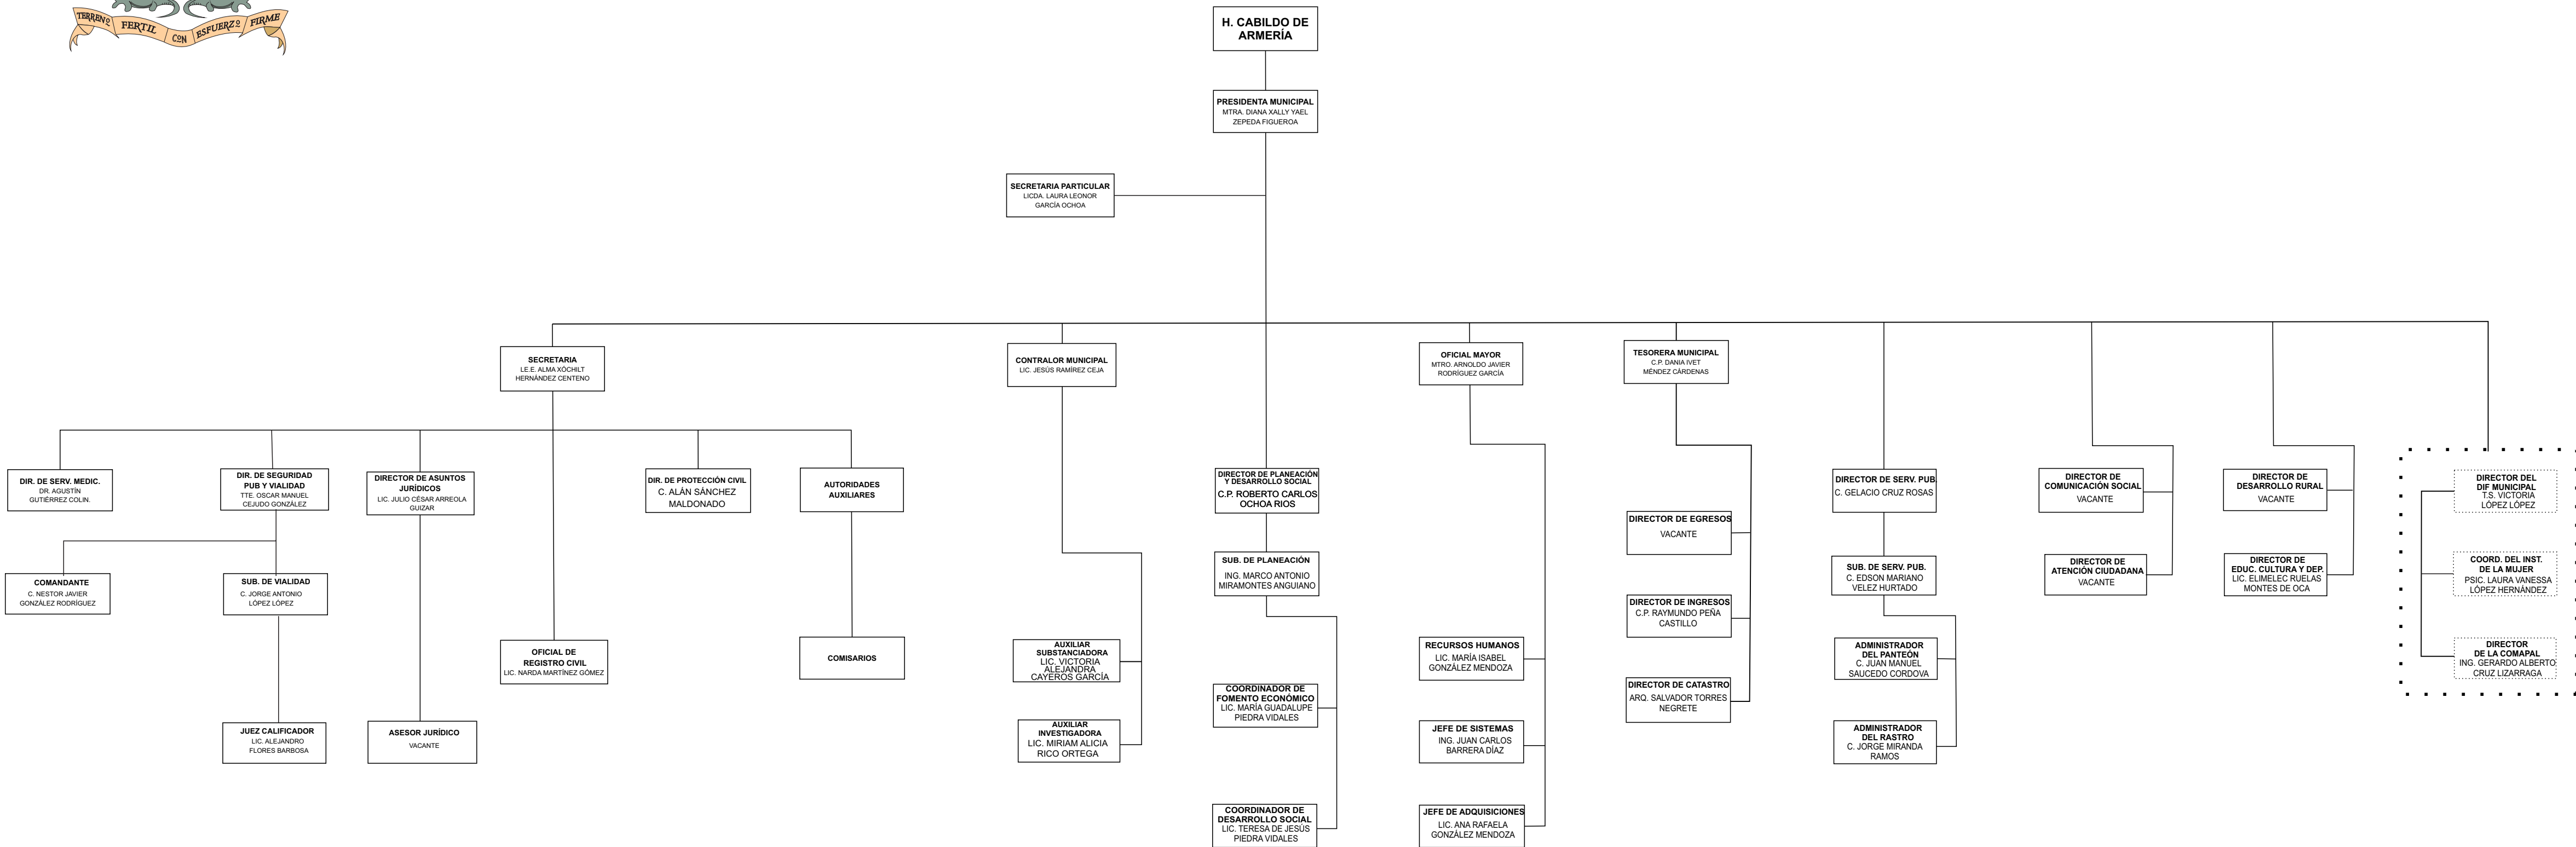 TERRENO FERTIL CON ESFUERZO FIRME
H. CABILDO DE
ARMERÍA
PRESIDENTA MUNICIPAL
MTRA. DIANA XALLY YAEL
ZEPEDA FIGUEROA
SECRETARIA PARTICULAR
LICDA. LAURA LEONOR
GARCÍA OCHOA
SECRETARIA
LE.E. ALMA XÓCHILT
HERNÁNDEZ CENTENO
CONTRALOR MUNICIPAL
LIC. JESÚS RAMÍREZ CEJA
OFICIAL MAYOR
MTRO. ARNOLDO JAVIER
RODRÍGUEZ GARCÍA
TESORERA MUNICIPAL
C.P. DANIA IVET
MÉNDEZ CÁRDENAS
DIR. DE SERV. MEDIC.
DR. AGUSTÍN
GUTIÉRREZ COLIN.
DIR. DE SEGURIDAD
PUB Y VIALIDAD
TTE. OSCAR MANUEL
CEJUDO GONZÁLEZ
DIRECTOR DE ASUNTOS
JURÍDICOS
LIC. JULIO CÉSAR ARREOLA
GUIZAR
DIR. DE PROTECCIÓN CIVIL
C. ALÁN SÁNCHEZ
MALDONADO
AUTORIDADES
AUXILIARES
DIRECTOR DE PLANEACIÓN
Y DESARROLLO SOCIAL
C.P. ROBERTO CARLOS
OCHOA RIOS
DIRECTOR DE SERV. PUB.
C. GELACIO CRUZ ROSAS
DIRECTOR DE
COMUNICACIÓN SOCIAL
VACANTE
DIRECTOR DE
DESARROLLO RURAL
VACANTE
DIRECTOR DEL
DIF MUNICIPAL
T.S. VICTORIA
LÓPEZ LÓPEZ
DIRECTOR DE EGRESOS
VACANTE
COMANDANTE
C. NESTOR JAVIER
GONZÁLEZ RODRÍGUEZ
SUB. DE VIALIDAD
C. JORGE ANTONIO
LÓPEZ LÓPEZ
SUB. DE PLANEACIÓN
ING. MARCO ANTONIO
MIRAMONTES ANGUIANO
SUB. DE SERV. PUB.
C. EDSON MARIANO
VELEZ HURTADO
DIRECTOR DE
ATENCIÓN CIUDADANA
VACANTE
DIRECTOR DE
EDUC. CULTURA Y DEP.
LIC. ELIMELEC RUELAS
MONTES DE OCA
COORD. DEL INST.
DE LA MUJER
PSIC. LAURA VANESSA
LÓPEZ HERNÁNDEZ
DIRECTOR DE INGRESOS
C.P. RAYMUNDO PEÑA
CASTILLO
OFICIAL DE
REGISTRO CIVIL
LIC. NARDA MARTÍNEZ GÓMEZ
COMISARIOS
AUXILIAR
SUBSTANCIADORA
LIC. VICTORIA
ALEJANDRA
CAYEROS GARCÍA
RECURSOS HUMANOS
LIC. MARÍA ISABEL
GONZÁLEZ MENDOZA
ADMINISTRADOR
DEL PANTEÓN
C. JUAN MANUEL
SAUCEDO CORDOVA
DIRECTOR
DE LA COMAPAL
ING. GERARDO ALBERTO
CRUZ LIZARRAGA
COORDINADOR DE
FOMENTO ECONÓMICO
LIC. MARÍA GUADALUPE
PIEDRA VIDALES
DIRECTOR DE CATASTRO
ARQ. SALVADOR TORRES
NEGRETE
JUEZ CALIFICADOR
LIC. ALEJANDRO
FLORES BARBOSA
ASESOR JURÍDICO
VACANTE
AUXILIAR
INVESTIGADORA
LIC. MIRIAM ALICIA
RICO ORTEGA
JEFE DE SISTEMAS
ING. JUAN CARLOS
BARRERA DÍAZ
ADMINISTRADOR
DEL RASTRO
C. JORGE MIRANDA
RAMOS
COORDINADOR DE
DESARROLLO SOCIAL
LIC. TERESA DE JESÚS
PIEDRA VIDALES
JEFE DE ADQUISICIONES
LIC. ANA RAFAELA
GONZÁLEZ MENDOZA